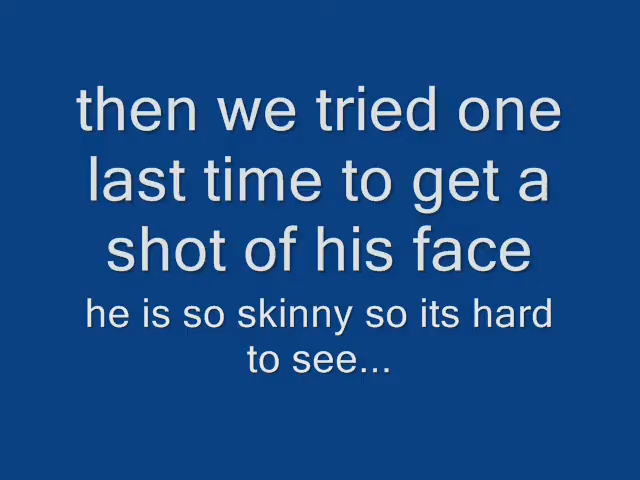 then we tried one
last time to get a
shot of his face
he is so skinny so its hard
to see...